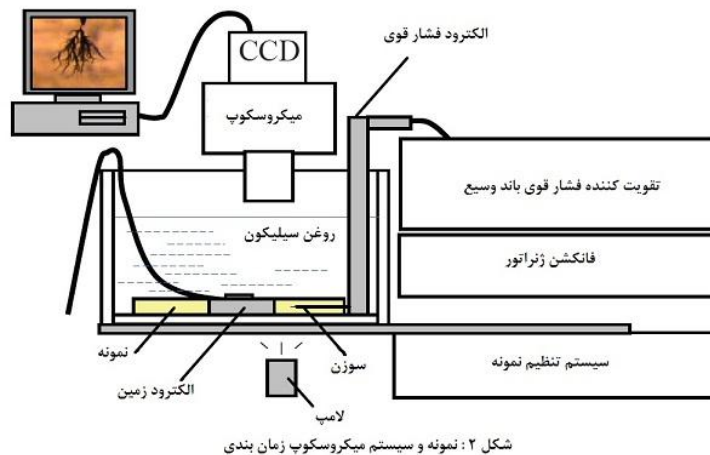 الکترود فشار قوی
CCD
میکروسکوپ
تقویت کننده فشار قوی باند وسیع
روغن سیلیکون
فانکشن ژنراتور
نمونه
سوزن
سیستم تنظیم نمونه
الکترود زمین
لامپ
شکل ۲ : نمونه و سیستم میکروسکوپ زمان بندی